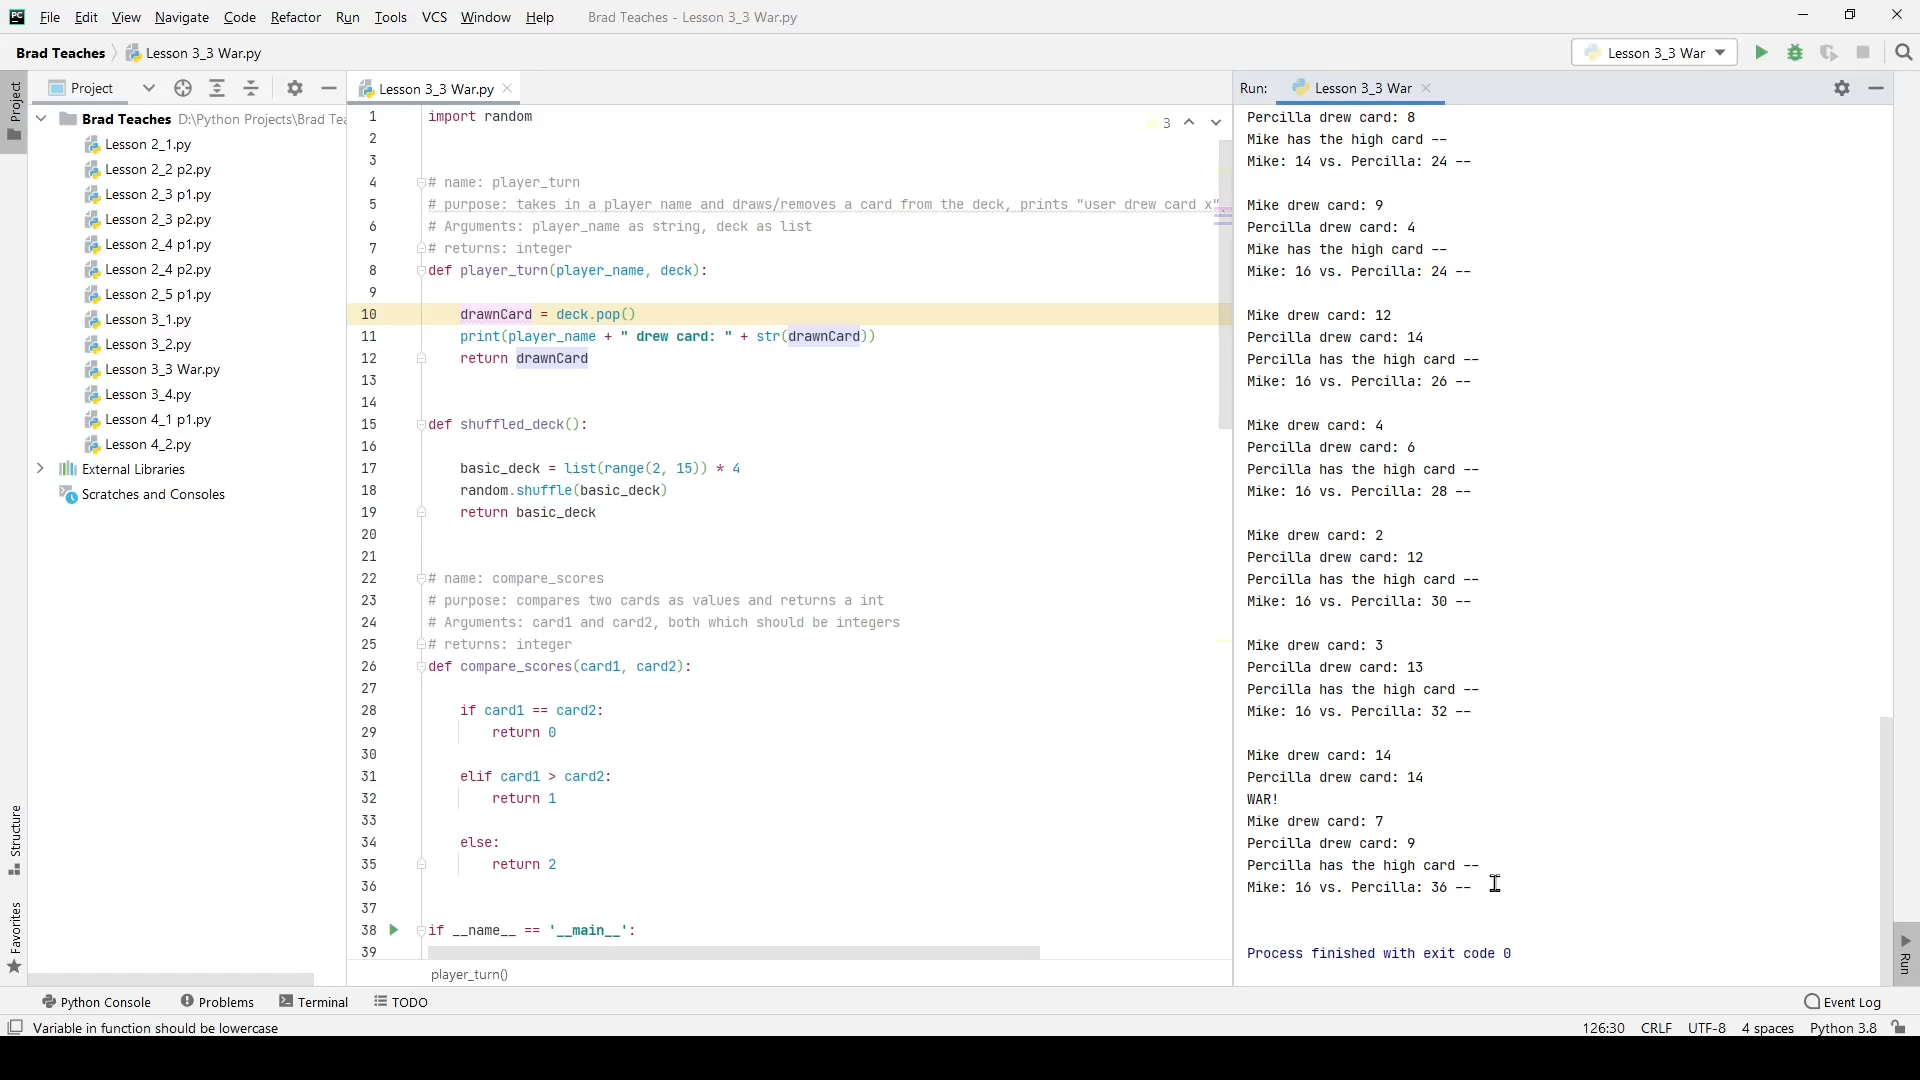 PC File Edit View Navigate Code Refactor Run Tools VCS Window Help Brad Teaches - Lesson 3_3 War.py
Brad Teaches Lesson 3_3 War.py Lesson 3_3 War
Project
Project
Brad Teaches D:\Python Projects\Brad Tea
Lesson 2_1.py
Lesson 2_2 p2.py
Lesson 2_3 p1.py
Lesson 2_3 p2.py
Lesson 2_4 p1.py
Lesson 2_4 p2.py
Lesson 2_5 p1.py
Lesson 3_1.py
Lesson 3_2.py
Lesson 3_3 War.py
Lesson 3_4.py
Lesson 4_1 p1.py
Lesson 4_2.py
External Libraries
Scratches and Consoles
Structure
Favorites
Lesson 3_3 War.py
3
1 import random
2
3
4 # name: player_turn
5 # purpose: takes in a player name and draws/removes a card from the deck, prints "user drew card x"
6 # Arguments: player_name as string, deck as list
7 # returns: integer
8 def player_turn(player_name, deck):
9
10 drawnCard = deck.pop()
11 print(player_name + " drew card: " + str(drawnCard))
12 return drawnCard
13
14
15 def shuffled_deck():
16
17 basic_deck = list(range(2, 15)) * 4
18 random.shuffle(basic_deck)
19 return basic_deck
20
21
22 # name: compare_scores
23 # purpose: compares two cards as values and returns a int
24 # Arguments: card1 and card2, both which should be integers
25 # returns: integer
26 def compare_scores(card1, card2):
27
28 if card1 == card2:
29 return 0
30
31 elif card1 > card2:
32 return 1
33
34 else:
35 return 2
36
37
38 if __name__ == '__main__':
39
player_turn()
Run: Lesson 3_3 War
Percilla drew card: 8
Mike has the high card --
Mike: 14 vs. Percilla: 24 --
Mike drew card: 9
Percilla drew card: 4
Mike has the high card --
Mike: 16 vs. Percilla: 24 --
Mike drew card: 12
Percilla drew card: 14
Percilla has the high card --
Mike: 16 vs. Percilla: 26 --
Mike drew card: 4
Percilla drew card: 6
Percilla has the high card --
Mike: 16 vs. Percilla: 28 --
Mike drew card: 2
Percilla drew card: 12
Percilla has the high card --
Mike: 16 vs. Percilla: 30 --
Mike drew card: 3
Percilla drew card: 13
Percilla has the high card --
Mike: 16 vs. Percilla: 32 --
Mike drew card: 14
Percilla drew card: 14
WAR!
Mike drew card: 7
Percilla drew card: 9
Percilla has the high card --
Mike: 16 vs. Percilla: 36 --
Process finished with exit code 0
Run
Python Console Problems Terminal TODO Event Log
Variable in function should be lowercase 126:30 CRLF UTF-8 4 spaces Python 3.8